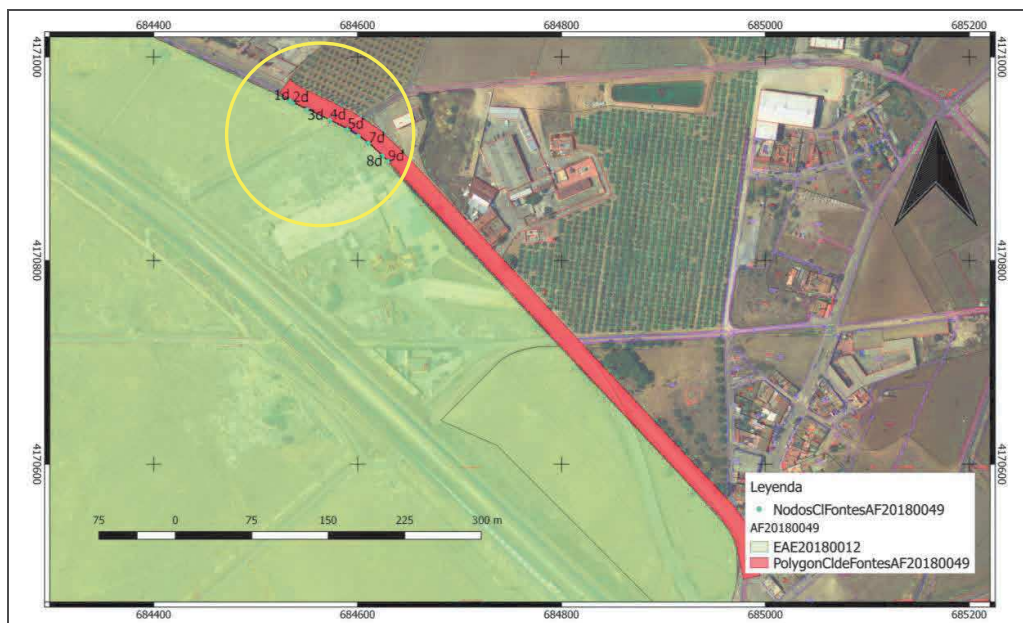 684400 684600 684800 685000 685200
4171000 4171000
1d 2d
3d 4d
5d
7d
8d 9d
4170800 4170800
4170600 4170600
Leyenda
NodosClFontesAF20180049
AF20180049
EAE20180012
PolygonCldeFontesAF20180049
75 0 75 150 225 300 m
684400 684600 684800 685000 685200